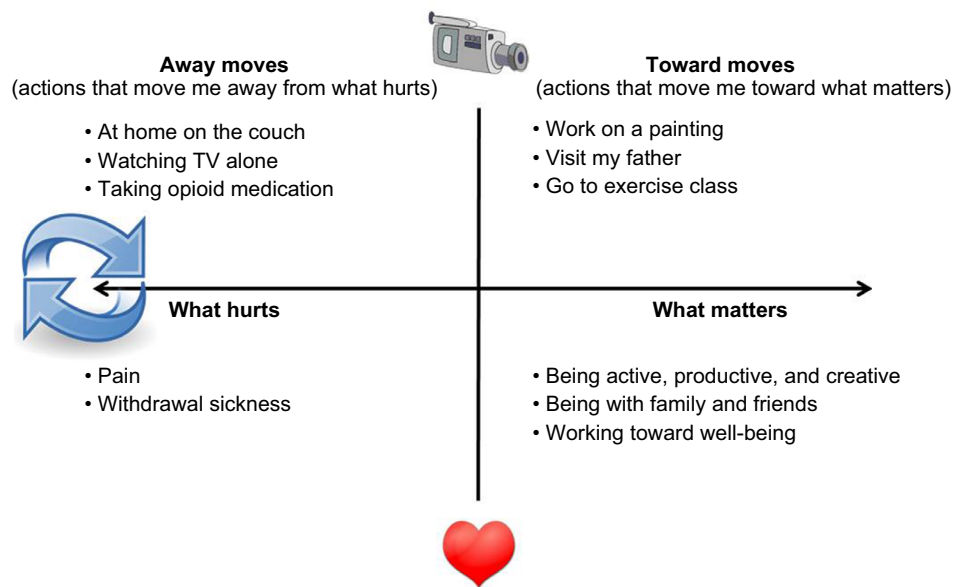 Away moves
(actions that move me away from what hurts)
• At home on the couch
• Watching TV alone
• Taking opioid medication
Toward moves
(actions that move me toward what matters)
• Work on a painting
• Visit my father
• Go to exercise class
What hurts
• Pain
• Withdrawal sickness
What matters
• Being active, productive, and creative
• Being with family and friends
• Working toward well-being